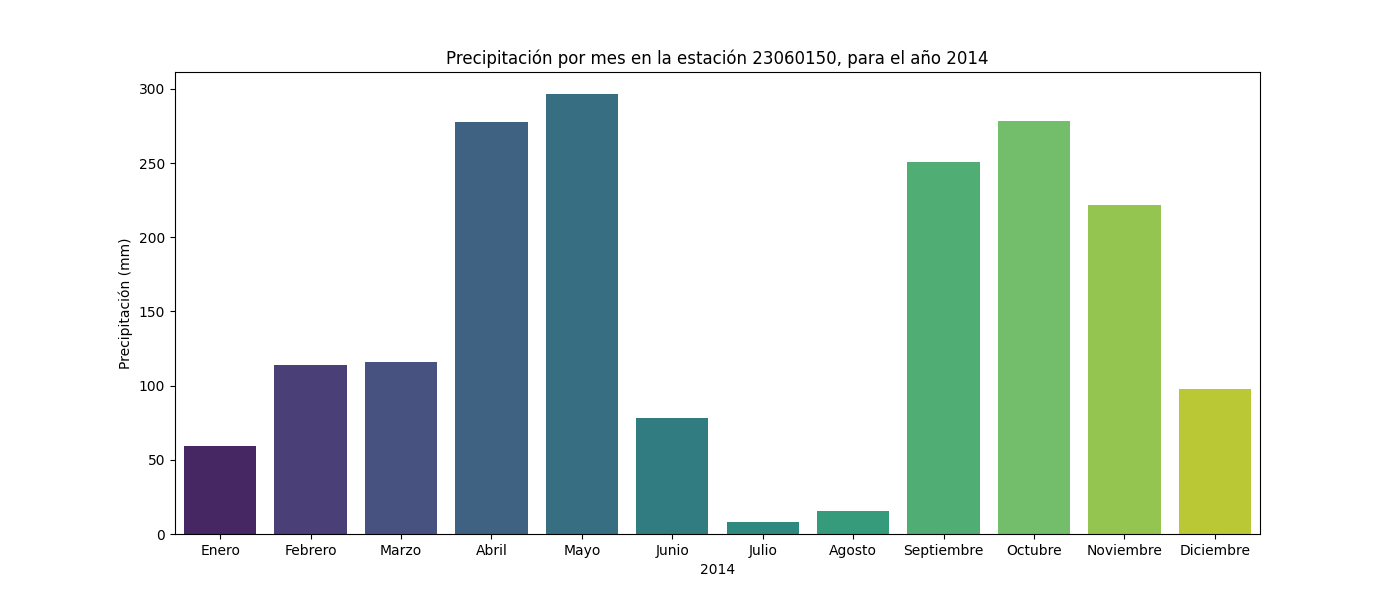 Precipitación por mes en la estación 23060150, para el año 2014
Precipitación (mm)
300
250
200
150
100
50
0
Enero Febrero Marzo Abril Mayo Junio Julio Agosto Septiembre Octubre Noviembre Diciembre
2014